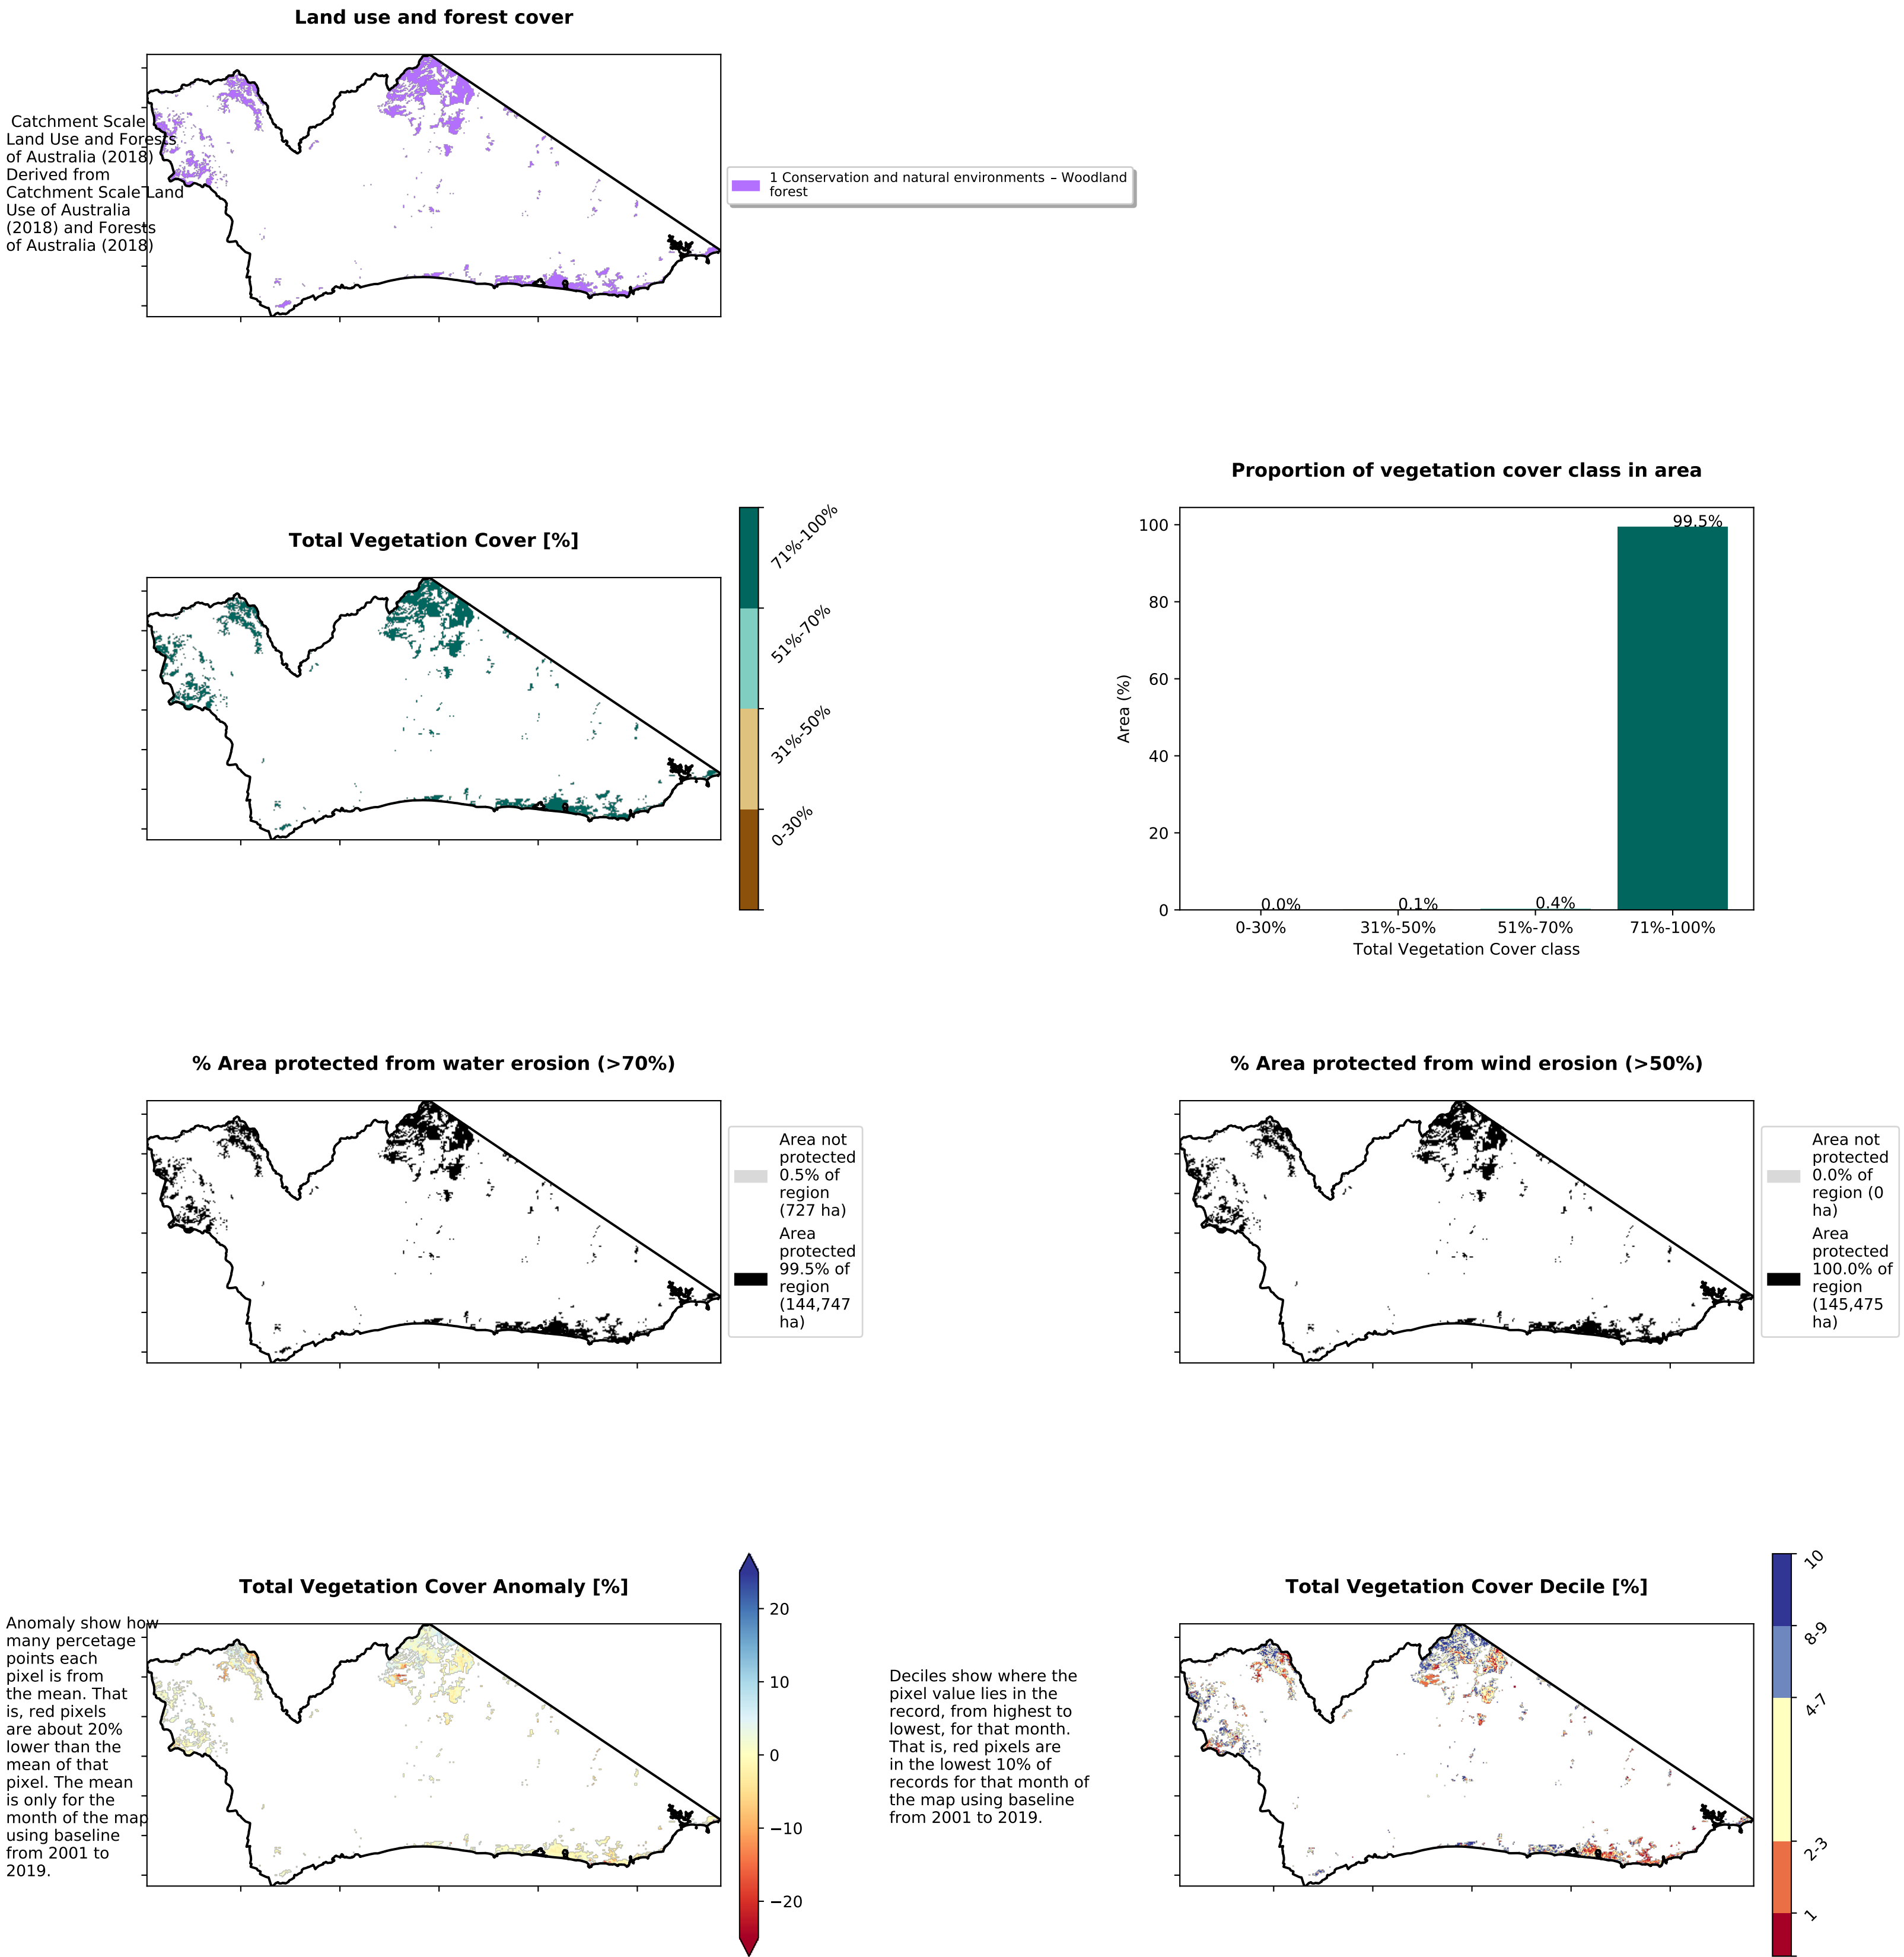 Land use and forest cover
Catchment Scale
Land Use and Forests
of Australia (2018)
Derived from
Catchment Scale Land
Use of Australia
(2018) and Forests
of Australia (2018)
1 Conservation and natural environments – Woodland
forest
Total Vegetation Cover [%]
71%-100%
51%-70%
31%-50%
0-30%
Proportion of vegetation cover class in area
Area (%)
100
80
60
40
20
0
0.0%
0.1%
0.4%
99.5%
0-30%
31%-50%
51%-70%
71%-100%
Total Vegetation Cover class
% Area protected from water erosion (>70%)
Area not
protected
0.5% of
region
(727 ha)
Area
protected
99.5% of
region
(144,747
ha)
% Area protected from wind erosion (>50%)
Area not
protected
0.0% of
region (0
ha)
Area
protected
100.0% of
region
(145,475
ha)
Total Vegetation Cover Anomaly [%]
Anomaly show how
many percetage
points each
pixel is from
the mean. That
is, red pixels
are about 20%
lower than the
mean of that
pixel. The mean
is only for the
month of the map
using baseline
from 2001 to
2019.
20
10
0
−10
−20
Total Vegetation Cover Decile [%]
Deciles show where the
pixel value lies in the
record, from highest to
lowest, for that month.
That is, red pixels are
in the lowest 10% of
records for that month of
the map using baseline
from 2001 to 2019.
10
8-9
4-7
2-3
1